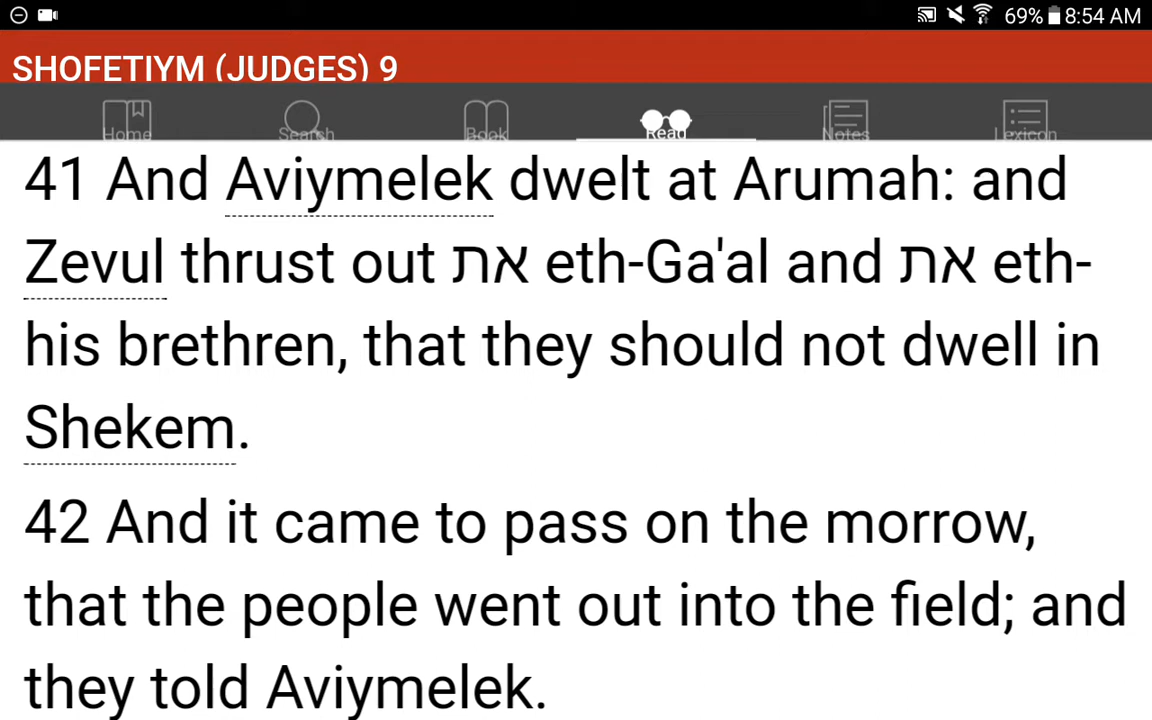 69% 8:54 AM
SHOFETIYM (JUDGES) 9
Home Search Book Read Notes Lexicon
41 And Aviymelek dwelt at Arumah: and
Zevul thrust out את eth-Ga'al and את eth-
his brethren, that they should not dwell in
Shekem.
42 And it came to pass on the morrow,
that the people went out into the field; and
they told Aviymelek.